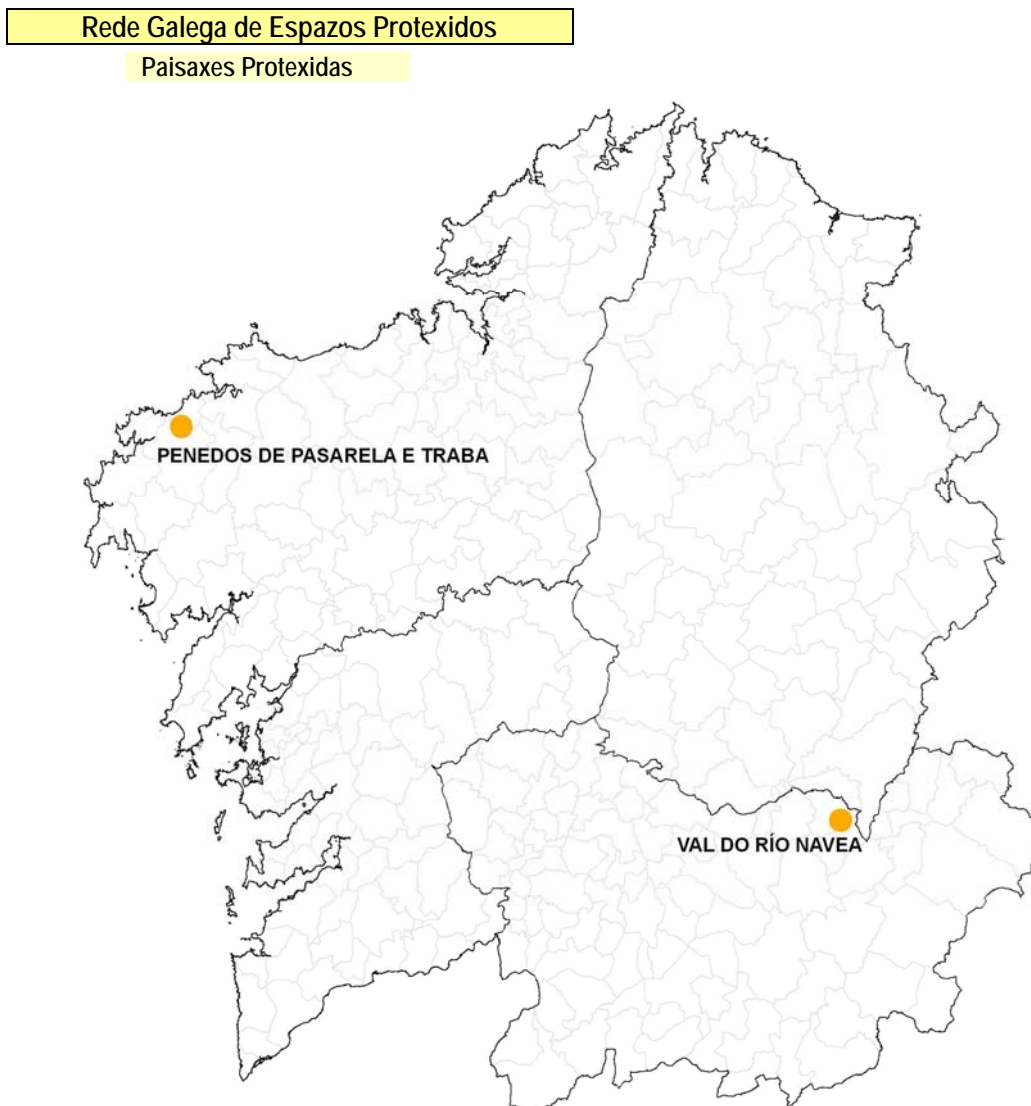 Rede Galega de Espazos Protexidos
Paisaxes Protexidas
PENEDOS DE PASARELA E TRABA
VAL DO RÍO NAVEA